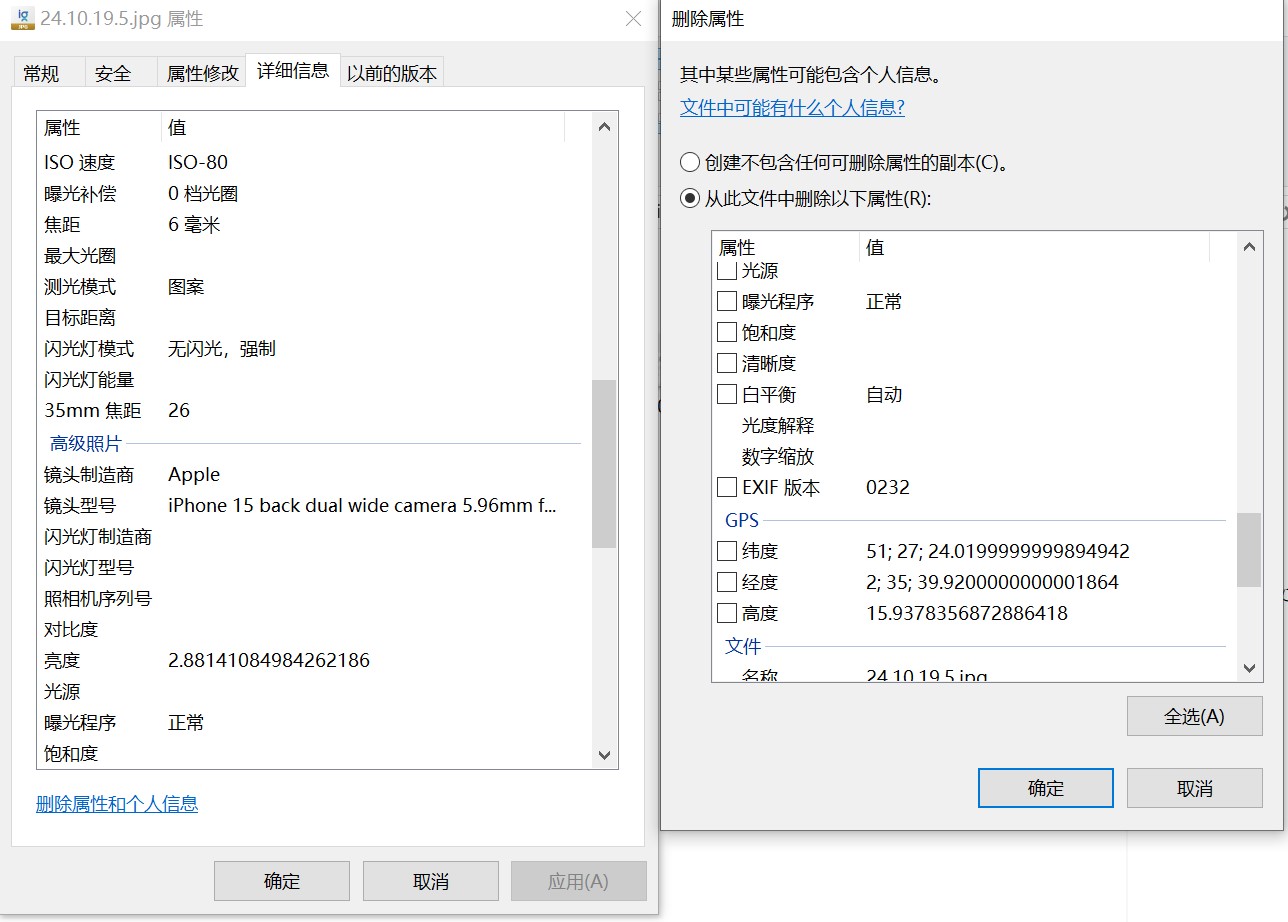 24.10.19.5.jpg 属性
常规 安全 属性修改 详细信息 以前的版本
属性 值
ISO 速度 ISO-80
曝光补偿 0 档光圈
焦距 6 毫米
最大光圈
测光模式 图案
目标距离
闪光灯模式 无闪光，强制
闪光灯能量
35mm 焦距 26
高级照片
镜头制造商 Apple
镜头型号 iPhone 15 back dual wide camera 5.96mm f...
闪光灯制造商
闪光灯型号
照相机序列号
对比度
亮度 2.88141084984262186
光源
曝光程序 正常
饱和度
删除属性和个人信息
确定 取消 应用(A)
删除属性
其中某些属性可能包含个人信息。
文件中可能有什么个人信息?
创建不包含任何可删除属性的副本(C)。
从此文件中删除以下属性(R):
属性 值
光源
曝光程序 正常
饱和度
清晰度
白平衡 自动
光度解释
数字缩放
EXIF 版本 0232
GPS
纬度 51; 27; 24.0199999999894942
经度 2; 35; 39.9200000000001864
高度 15.9378356872886418
文件
名称 24.10.19.5.jpg
全选(A)
确定 取消